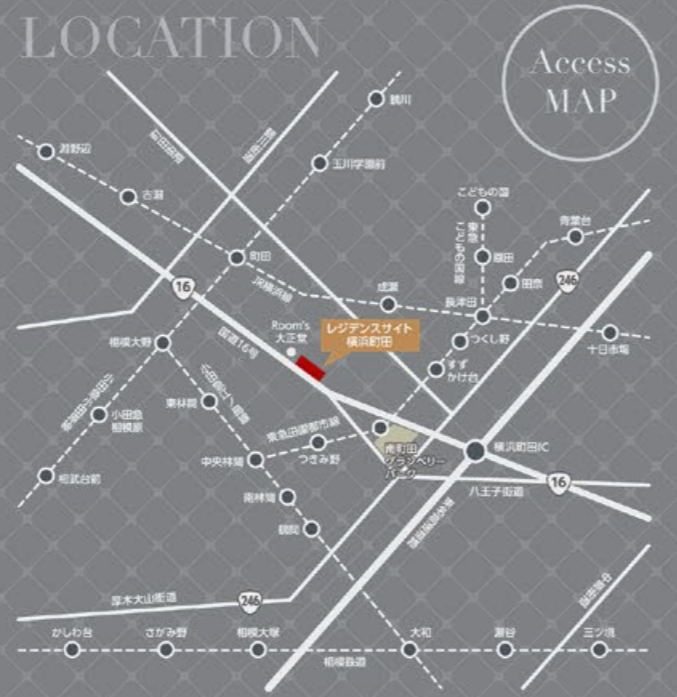 LOCATION
Access
MAP
鶴川
淵野辺
玉川学園前
古淵
こどもの国
東急
こどもの国線
青葉台
恩田
町田
JR横浜線
成瀬
田奈
246
16
長津田
国道16号
Room's
大正堂
レジデンスサイト
横浜町田
つくし野
十日市場
相模大野
すず
かけ台
東林間
小田急
相模原
東急田園都市線
つきみ野
中央林間
南町田
グランベリー
パーク
横浜町田IC
相武台前
南林間
八王子街道
16
鶴間
厚木大山街道
246
かしわ台
さがみ野
相模大塚
大和
瀬谷
三ツ境
相模鉄道